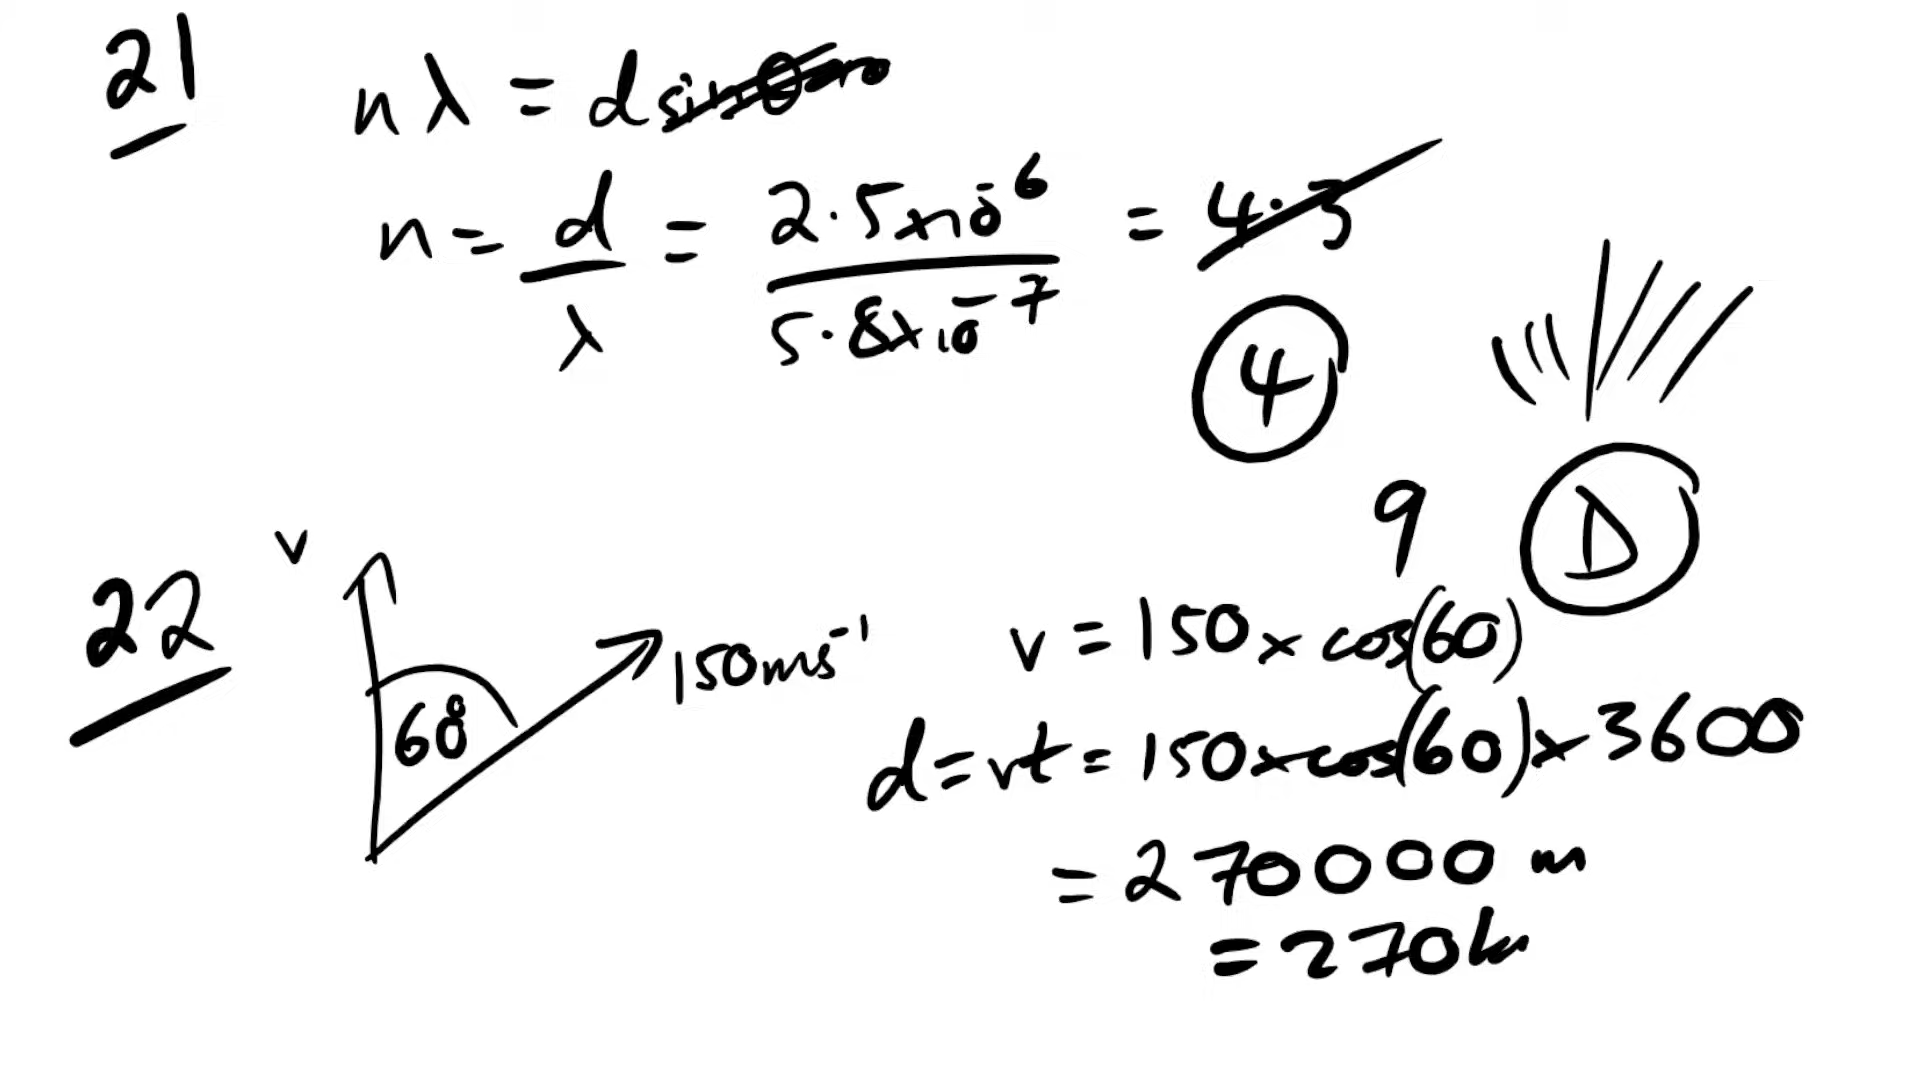 21
nλ = dsinθ
n = d/λ = 2.5×10⁻⁶/5.8×10⁻⁷ = 4.3
4
9 D
22
v
60°
150ms⁻¹
v = 150 × cos(60)
d = vt = 150 × cos(60) × 3600
= 270000 m
= 270km